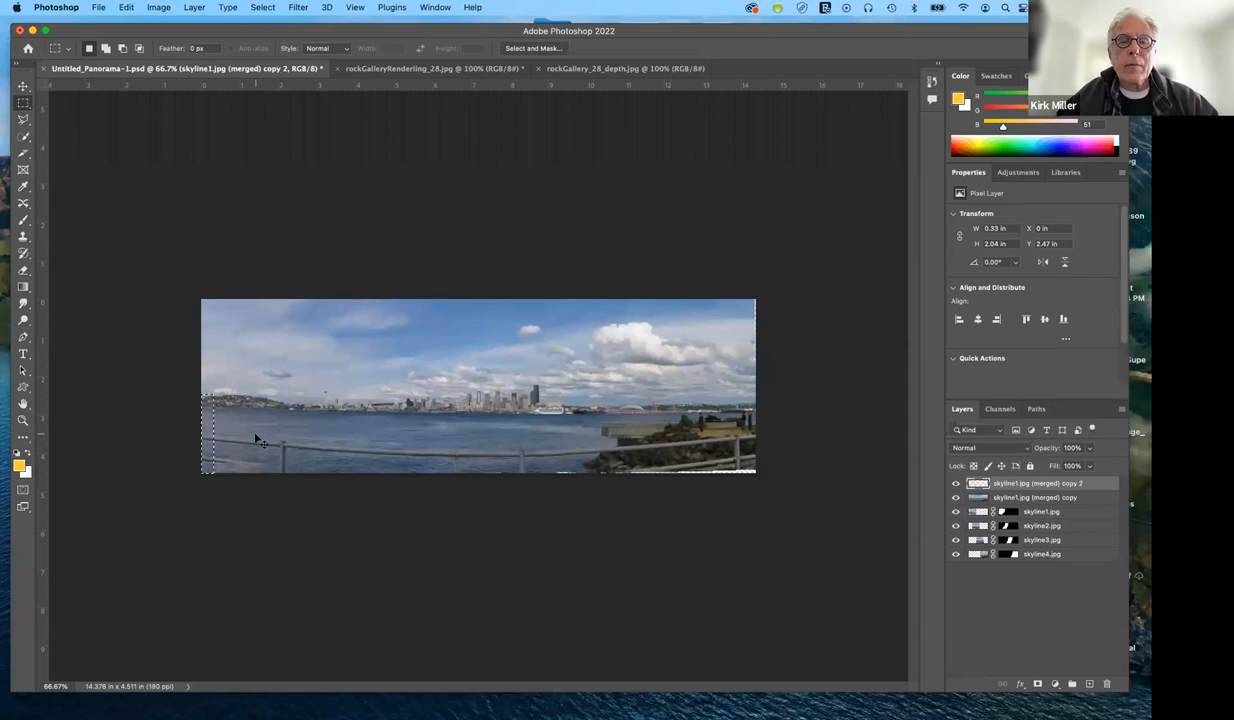 Photoshop File Edit Image Layer Type Select Filter 3D View Plugins Window Help
Adobe Photoshop 2022
Feather: 0 px Anti-alias Style: Normal Width: Height: Select and Mask...
Untitled_Panorama-1.psd @ 66.7% (skyline1.jpg (merged) copy 2, RGB/8) * rockGalleryRenderiing_28.jpg @ 100% (RGB/8#) * rockGallery_28_depth.jpg @ 100% (RGB/8#)
Color Swatches
Kirk Miller
R
G
B 51
Properties Adjustments Libraries
Pixel Layer
Transform
W 0.33 in X 0 in
H 2.04 in Y 2.47 in
0.00°
Align and Distribute
Align:
Quick Actions
Layers Channels Paths
Kind
Normal Opacity: 100%
Lock: Fill: 100%
skyline1.jpg (merged) copy 2
skyline1.jpg (merged) copy
skyline1.jpg
skyline2.jpg
skyline3.jpg
skyline4.jpg
66.67% 14.378 in x 4.511 in (180 ppi)